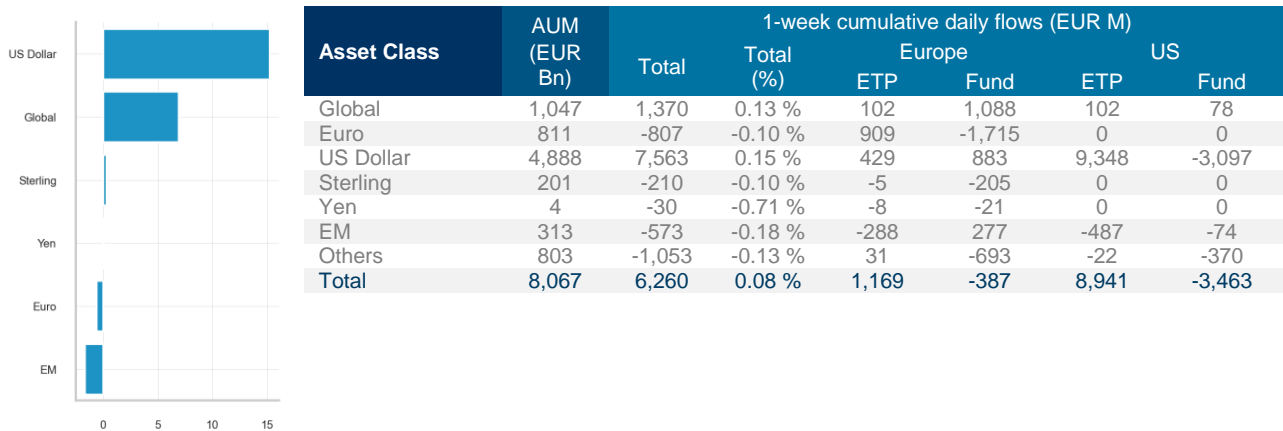 US Dollar
Global
Sterling
Yen
Euro
EM
0 5 10 15
Asset Class AUM (EUR Bn) 1-week cumulative daily flows (EUR M)
Total Total (%) Europe US
ETP Fund ETP Fund
Global 1,047 1,370 0.13 % 102 1,088 102 78
Euro 811 -807 -0.10 % 909 -1,715 0 0
US Dollar 4,888 7,563 0.15 % 429 883 9,348 -3,097
Sterling 201 -210 -0.10 % -5 -205 0 0
Yen 4 -30 -0.71 % -8 -21 0 0
EM 313 -573 -0.18 % -288 277 -487 -74
Others 803 -1,053 -0.13 % 31 -693 -22 -370
Total 8,067 6,260 0.08 % 1,169 -387 8,941 -3,463